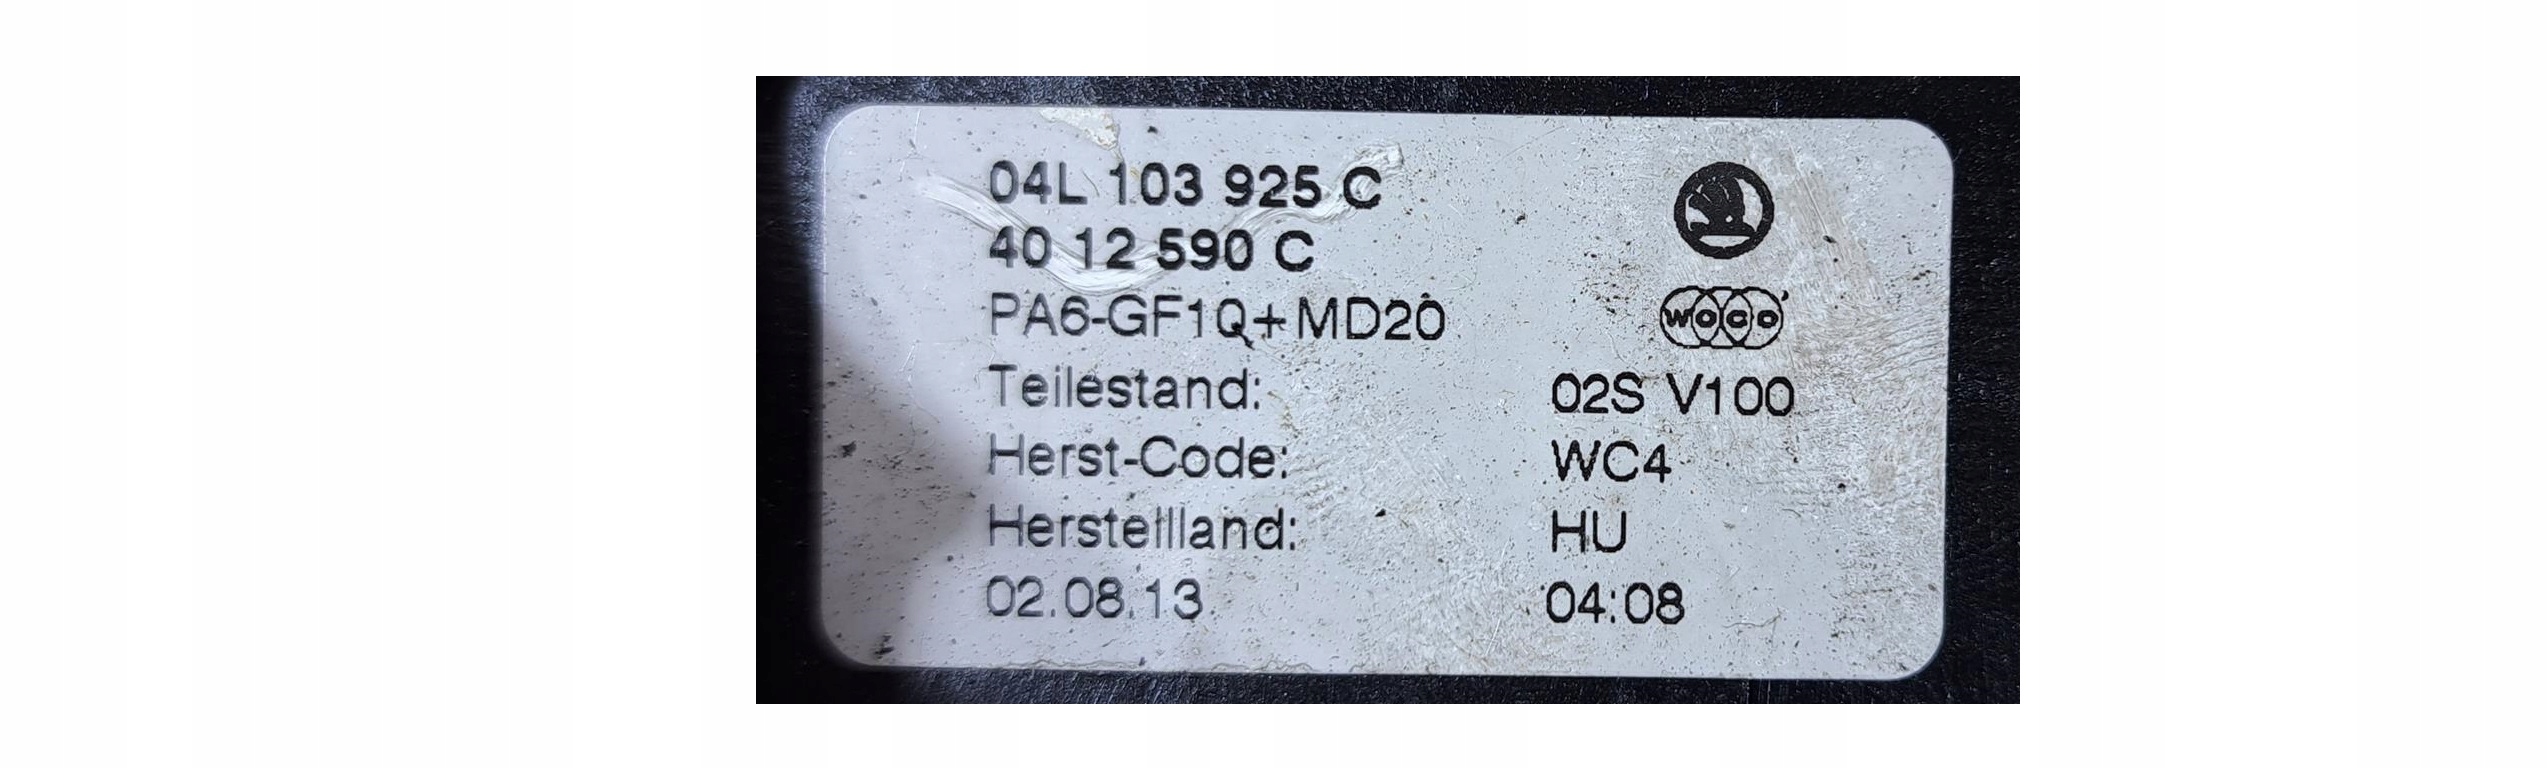 04L 103 925 C
40 12 590 C
PA6-GF10+MD20
woco
Teilestand: 02S V100
Herst-Code: WC4
Herstellland: HU
02.08.13 04:08